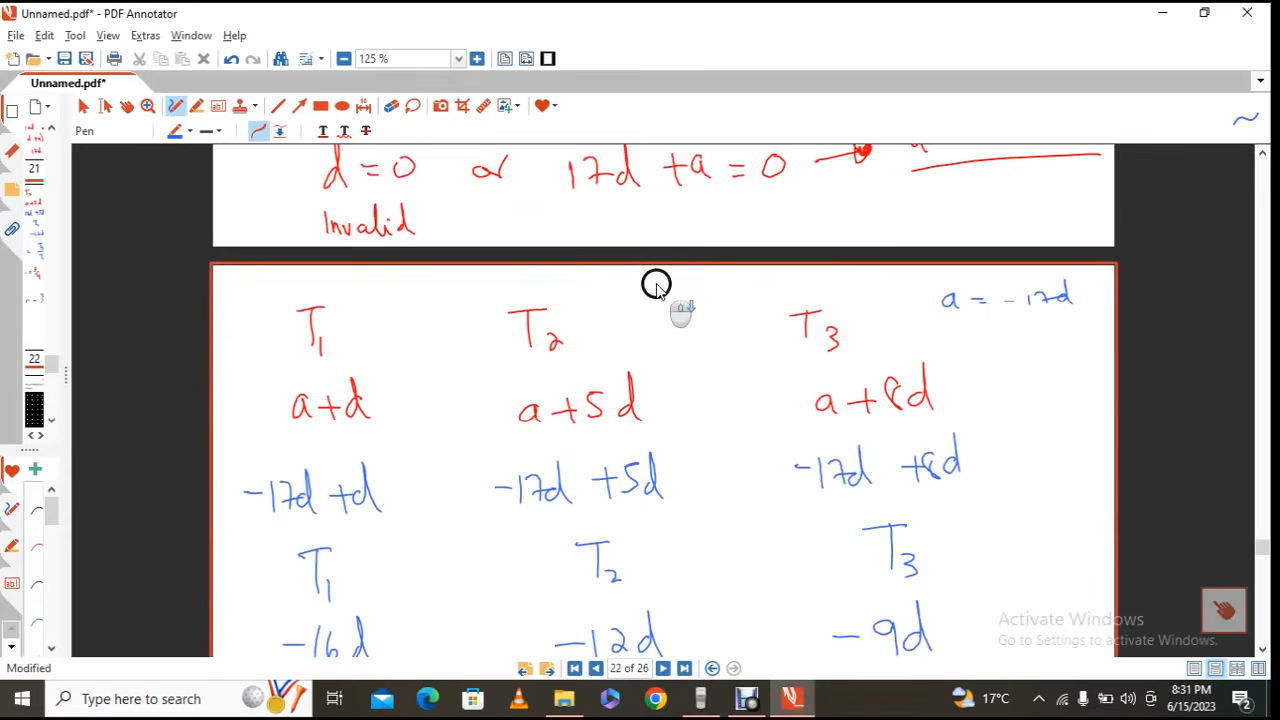 Unnamed.pdf* - PDF Annotator
File Edit Tool View Extras Window Help
125 %
Unnamed.pdf*
Pen
T T T
21
22
d = 0 or 17d + a = 0
Invalid
a = -17d
T1 T2 T3
a+d a+5d a+8d
-17d +d -17d +5d -17d +8d
T1 T2 T3
-16d -12d -9d
Activate Windows
Go to Settings to activate Windows.
Modified
22 of 26
Type here to search
17°C
8:31 PM
6/15/2023
2